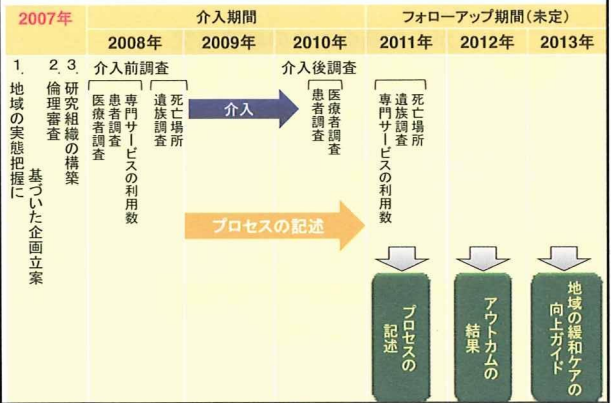 2007年
介入期間
フォローアップ期間(未定)
2008年
2009年
2010年
2011年
2012年
2013年
1. 地域の実態把握に
基づいた企画立案
2. 倫理審査
3. 研究組織の構築
介入前調査
医療者調査
患者調査
専門サービスの利用数
遺族調査
死亡場所
介入
介入後調査
患者調査
医療者調査
専門サービスの利用数
遺族調査
死亡場所
プロセスの記述
プロセスの
記述
アウトカムの
結果
地域の緩和ケアの
向上ガイド